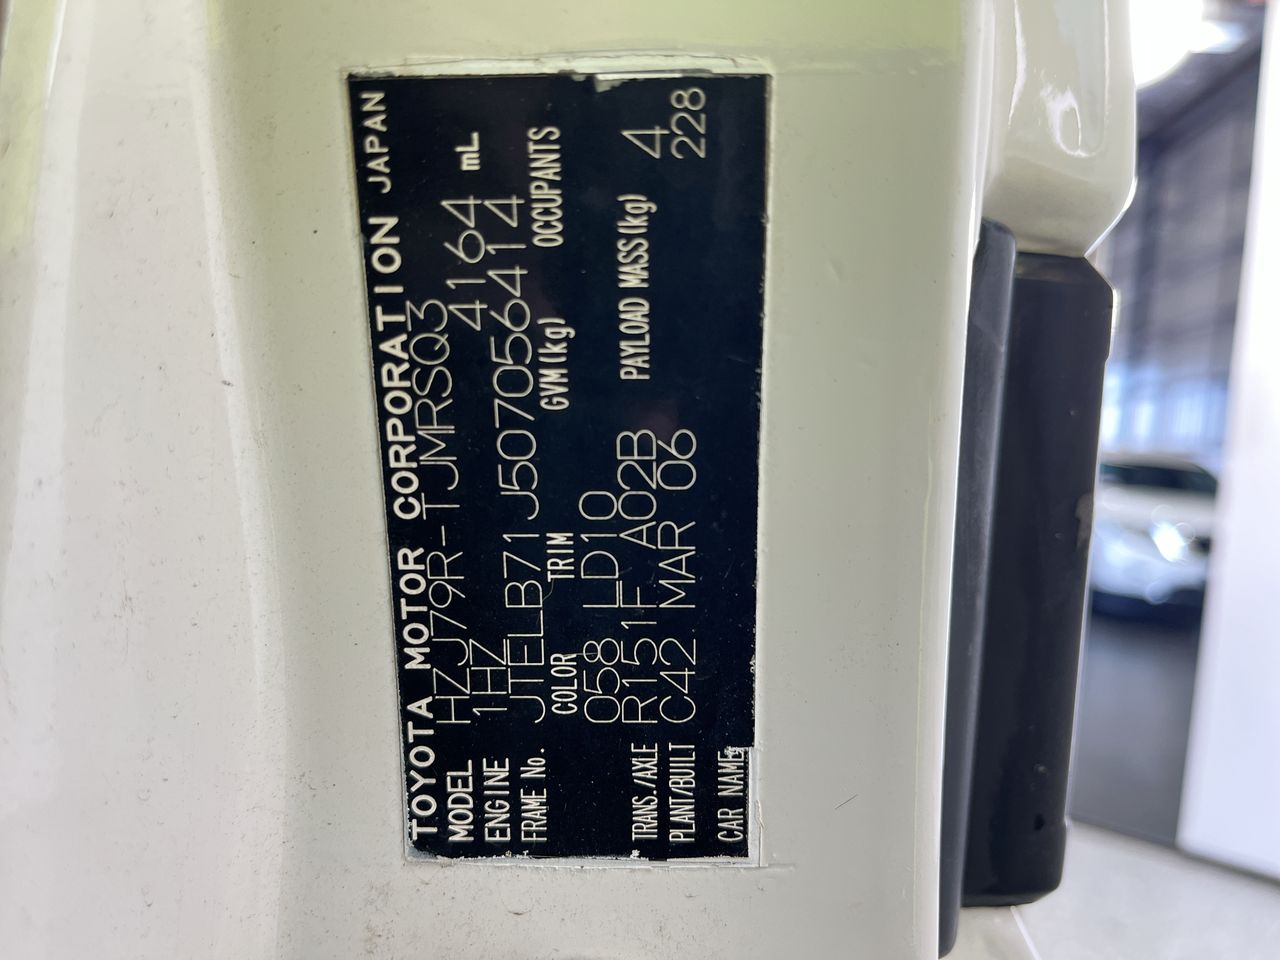 TOYOTA MOTOR CORPORATION JAPAN
MODEL HZJ79R-TJMRSQ3
ENGINE 1HZ 4164 mL
FRAME No. JTELB71J507056414
COLOR TRIM GVM(kg) OCCUPANTS
058 LD10 4
TRANS./AXLE R151F A02B PAYLOAD MASS(kg) 228
PLANT/BUILT C42 MAR 06
CAR NAME